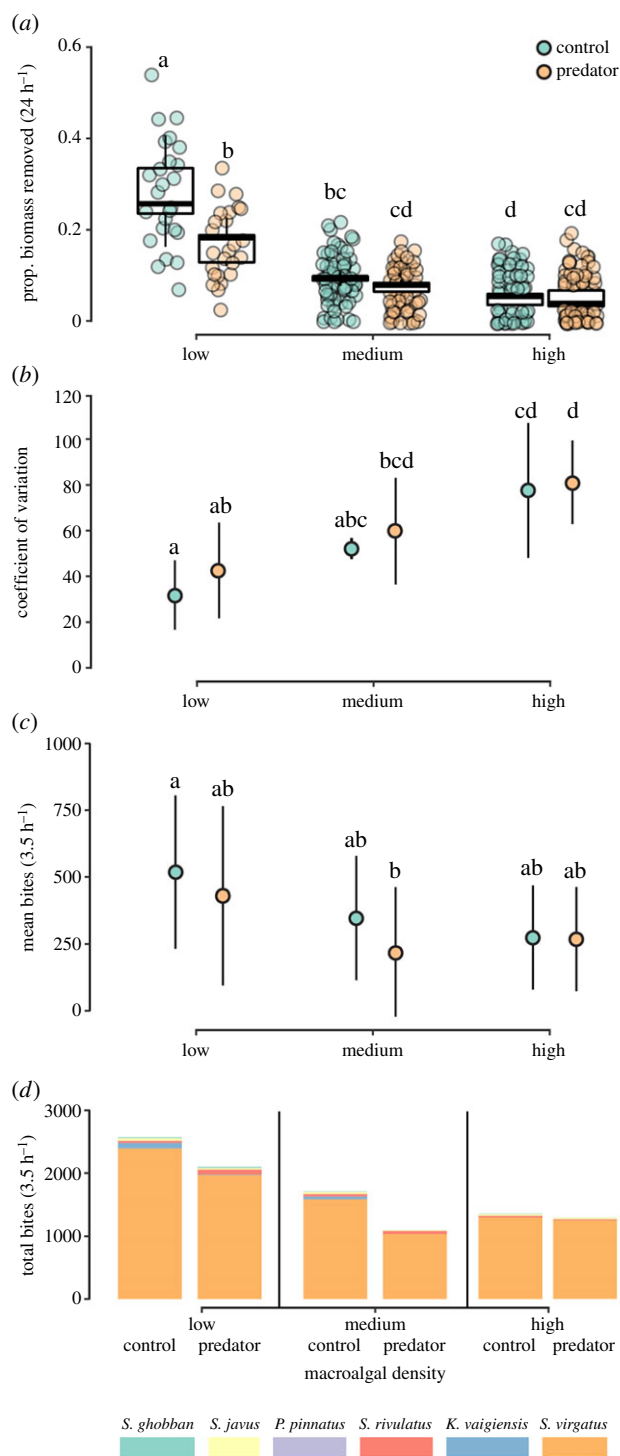 (a)
0.6
0.4
0.2
0
prop. biomass removed (24 h⁻¹)
control
predator
a
b
bc
cd
d
cd
low
medium
high
(b)
120
100
80
60
40
20
0
coefficient of variation
a
ab
abc
bcd
cd
d
low
medium
high
(c)
1000
750
500
250
0
mean bites (3.5 h⁻¹)
a
ab
ab
b
ab
ab
low
medium
high
(d)
3000
2000
1000
0
total bites (3.5 h⁻¹)
low medium high
control predator control predator control predator
macroalgal density
S. ghobban S. javus P. pinnatus S. rivulatus K. vaigiensis S. virgatus